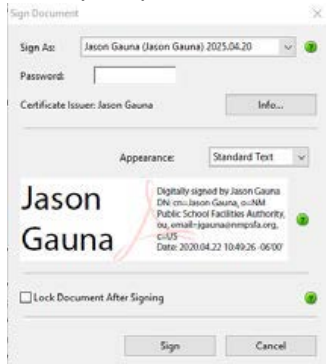 Sign Document
Sign As: Jason Gauna (Jason Gauna) 2025.04.20
Password:
Certificate Issuer: Jason Gauna Info...
Appearance: Standard Text
Jason
Gauna
Digitally signed by Jason Gauna
DN: cn=Jason Gauna, o=NM
Public School Facilities Authority,
ou, email=jgauna@nmpsfa.org,
c=US
Date: 2020.04.22 10:49:26 -06'00'
Lock Document After Signing
Sign Cancel